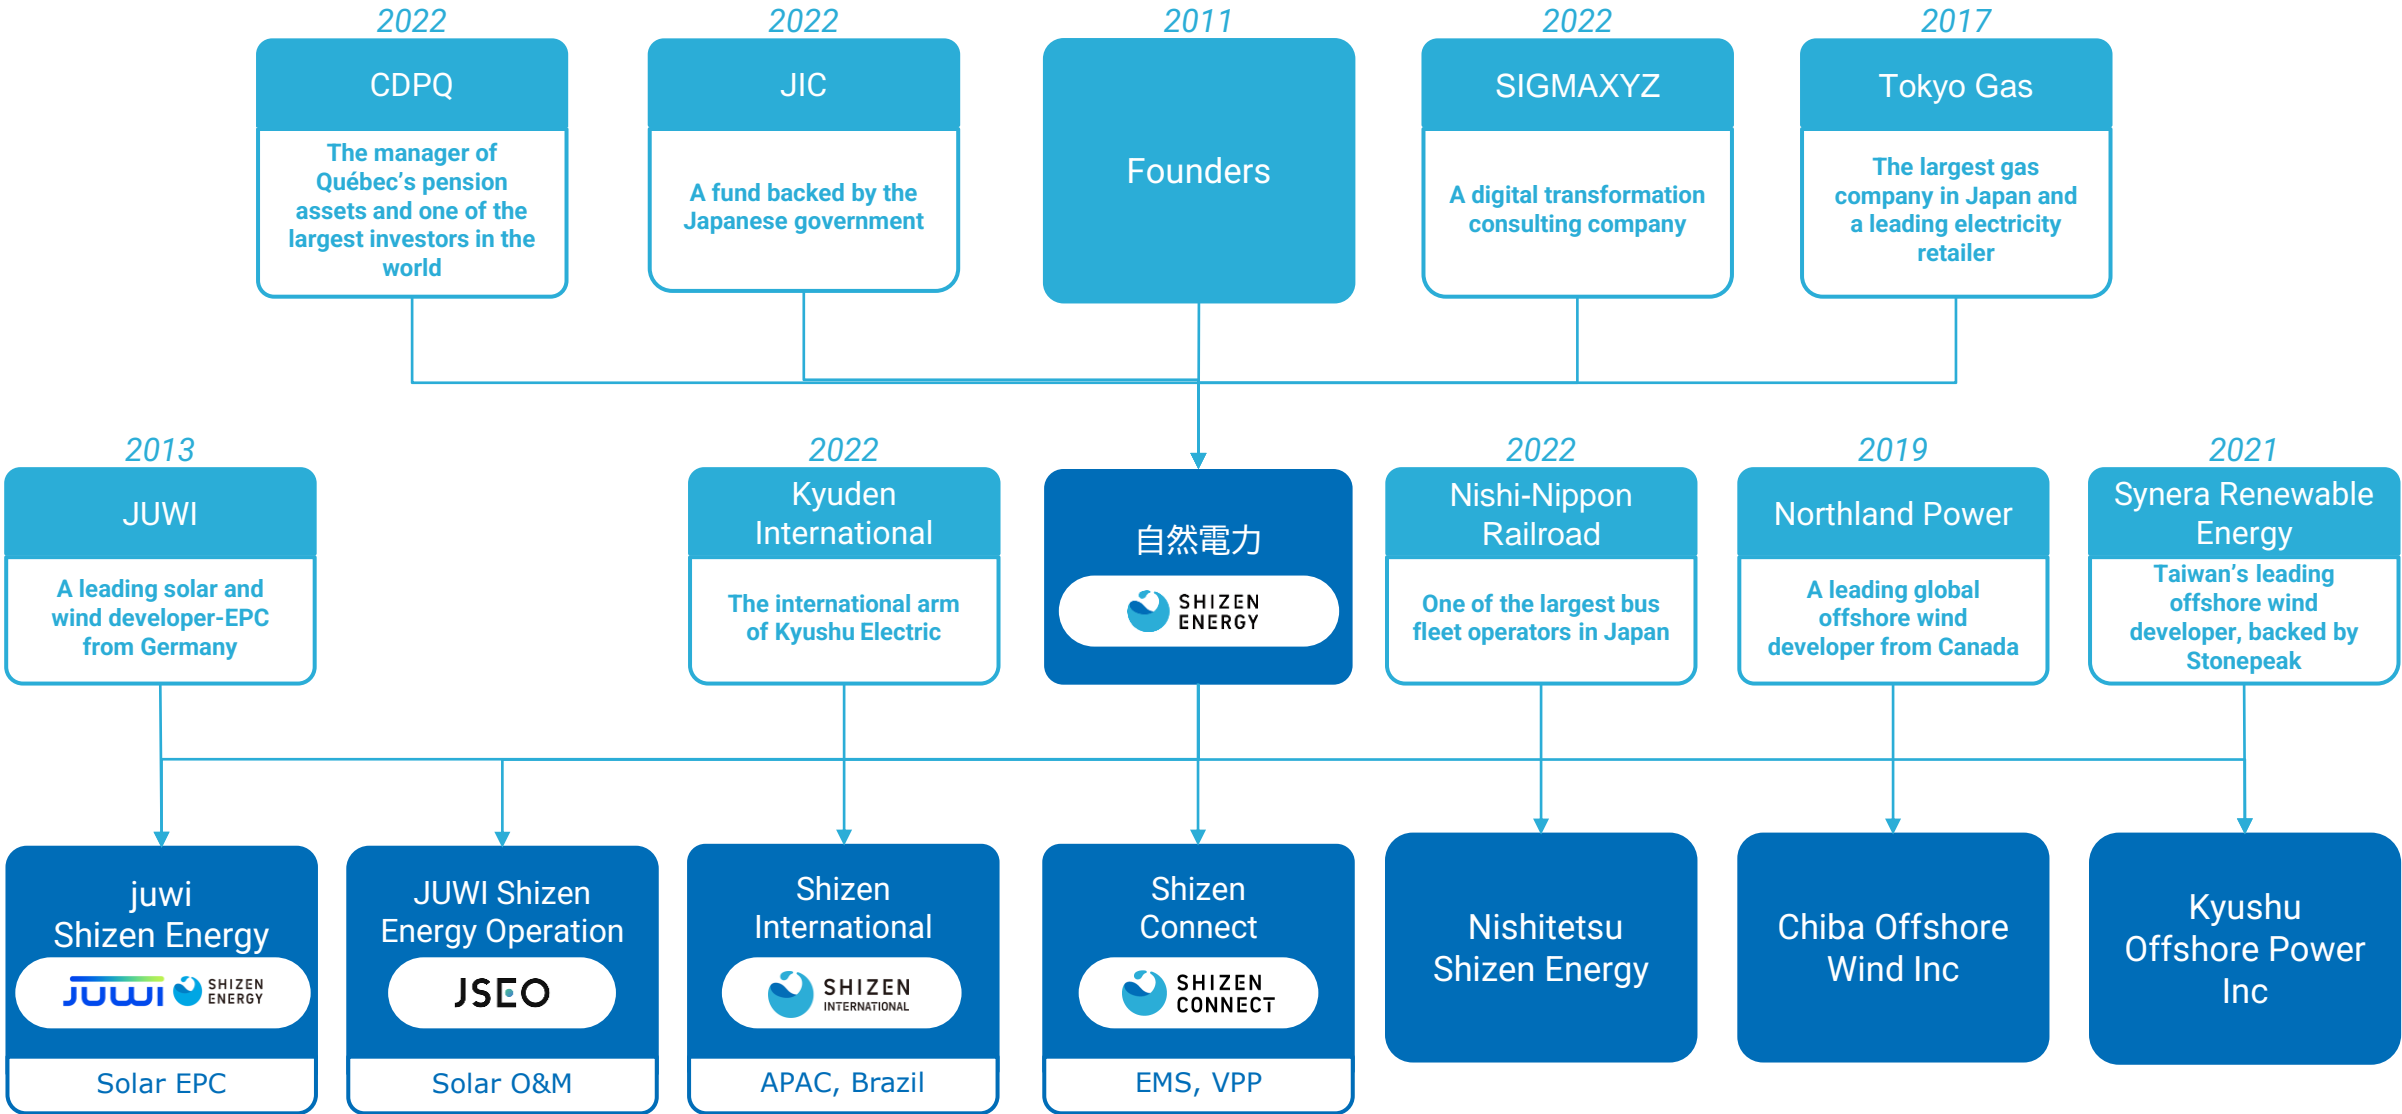 2022
CDPQ
The manager of
Québec’s pension
assets and one of the
largest investors in the
world
2022
JIC
A fund backed by the
Japanese government
2011
Founders
2022
SIGMAXYZ
A digital transformation
consulting company
2017
Tokyo Gas
The largest gas
company in Japan and
a leading electricity
retailer
2013
JUWI
A leading solar and
wind developer-EPC
from Germany
2022
Kyuden
International
The international arm
of Kyushu Electric
自然電力
SHIZEN
ENERGY
2022
Nishi-Nippon
Railroad
One of the largest bus
fleet operators in Japan
2019
Northland Power
A leading global
offshore wind
developer from Canada
2021
Synera Renewable
Energy
Taiwan’s leading
offshore wind
developer, backed by
Stonepeak
juwi
Shizen Energy
JUWI
SHIZEN
ENERGY
Solar EPC
JUWI Shizen
Energy Operation
JSEO
Solar O&M
Shizen
International
SHIZEN
INTERNATIONAL
APAC, Brazil
Shizen
Connect
SHIZEN
CONNECT
EMS, VPP
Nishitetsu
Shizen Energy
Chiba Offshore
Wind Inc
Kyushu
Offshore Power
Inc